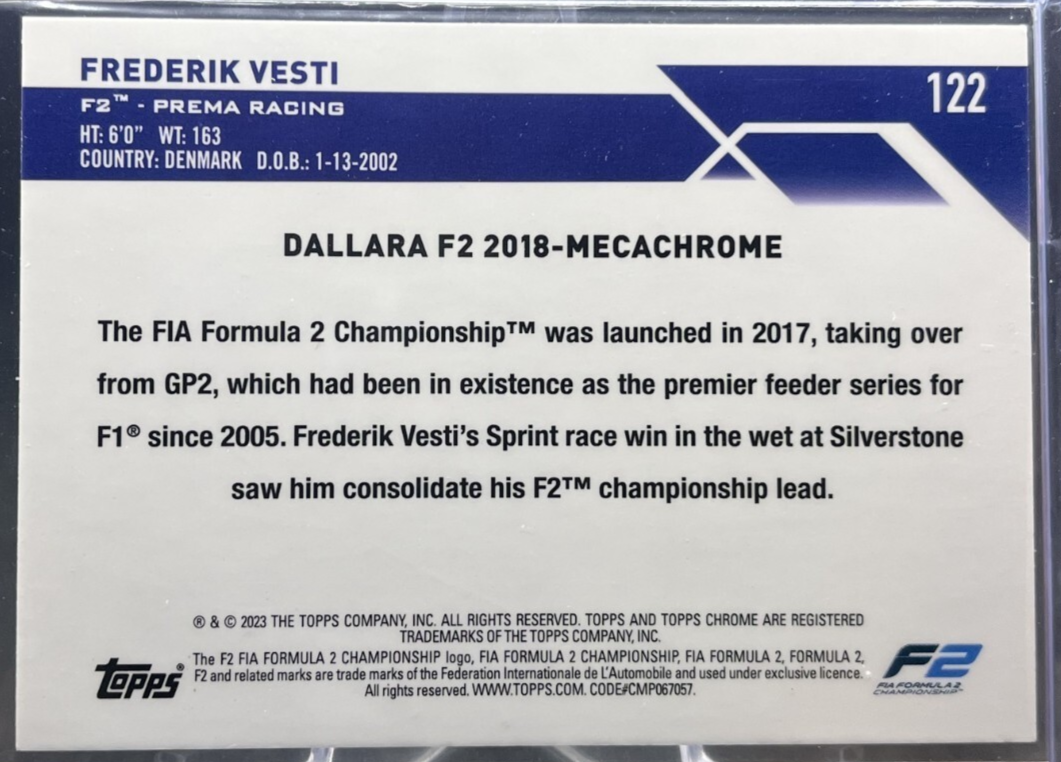 FREDERIK VESTI
122
F2™ - PREMA RACING
HT: 6'0" WT: 163
COUNTRY: DENMARK D.O.B.: 1-13-2002
DALLARA F2 2018-MECACHROME
The FIA Formula 2 Championship™ was launched in 2017, taking over
from GP2, which had been in existence as the premier feeder series for
F1® since 2005. Frederik Vesti's Sprint race win in the wet at Silverstone
saw him consolidate his F2™ championship lead.
® & © 2023 THE TOPPS COMPANY, INC. ALL RIGHTS RESERVED. TOPPS AND TOPPS CHROME ARE REGISTERED
TRADEMARKS OF THE TOPPS COMPANY, INC.
The F2 FIA FORMULA 2 CHAMPIONSHIP logo, FIA FORMULA 2 CHAMPIONSHIP, FIA FORMULA 2, FORMULA 2,
F2 and related marks are trade marks of the Federation Internationale de L'Automobile and used under exclusive licence.
All rights reserved. WWW.TOPPS.COM. CODE#CMP067057.
Topps®
F2
FIA FORMULA 2
CHAMPIONSHIP™